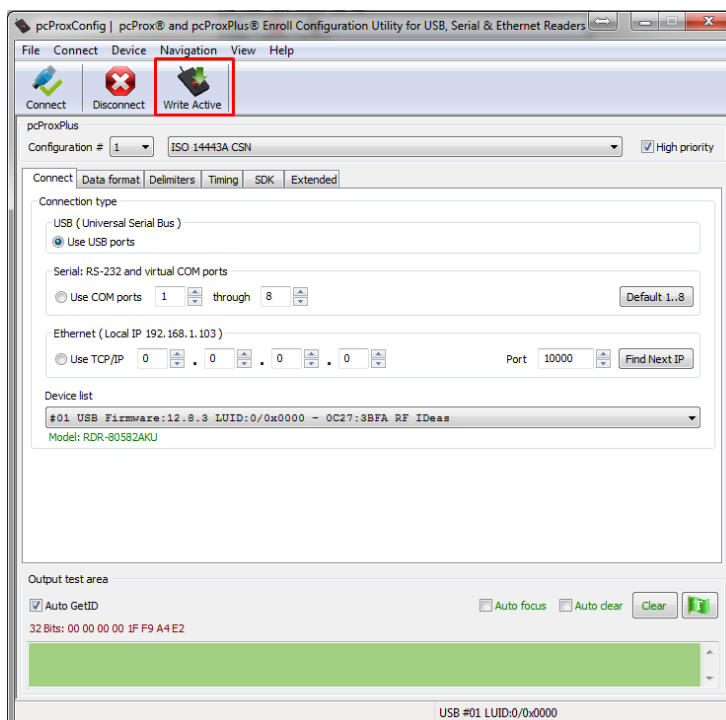 pcProxConfig | pcProx® and pcProxPlus® Enroll Configuration Utility for USB, Serial & Ethernet Readers
File Connect Device Navigation View Help
Connect Disconnect Write Active
pcProxPlus
Configuration # 1 ISO 14443A CSN High priority
Connect Data format Delimiters Timing SDK Extended
Connection type
USB ( Universal Serial Bus )
Use USB ports
Serial: RS-232 and virtual COM ports
Use COM ports 1 through 8 Default 1..8
Ethernet ( Local IP 192.168.1.103 )
Use TCP/IP 0 . 0 . 0 . 0 Port 10000 Find Next IP
Device list
#01 USB Firmware:12.8.3 LUID:0/0x0000 - 0C27:3BFA RF IDeas
Model: RDR-80582AKU
Output test area
Auto GetID Auto focus Auto clear Clear
32 Bits: 00 00 00 00 1F F9 A4 E2
USB #01 LUID:0/0x0000